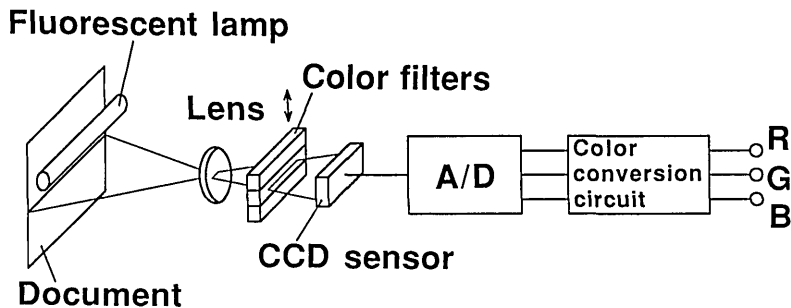 Fluorescent lamp
Color filters
Lens
A/D
Color
conversion
circuit
R
G
B
CCD sensor
Document